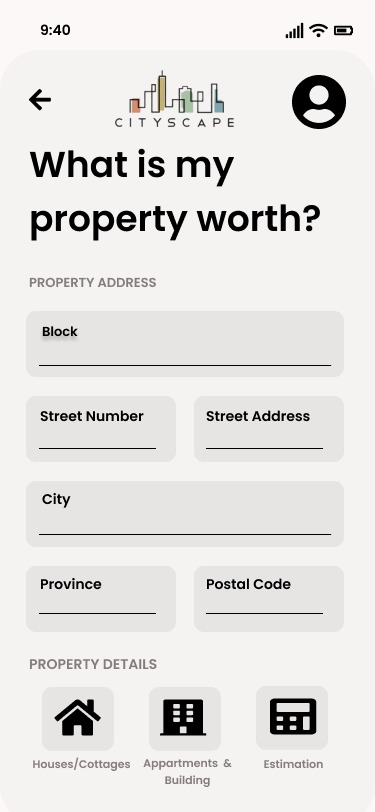 9:40
CITYSCAPE
What is my
property worth?
PROPERTY ADDRESS
Block
Street Number
Street Address
City
Province
Postal Code
PROPERTY DETAILS
Houses/Cottages
Appartments &
Building
Estimation